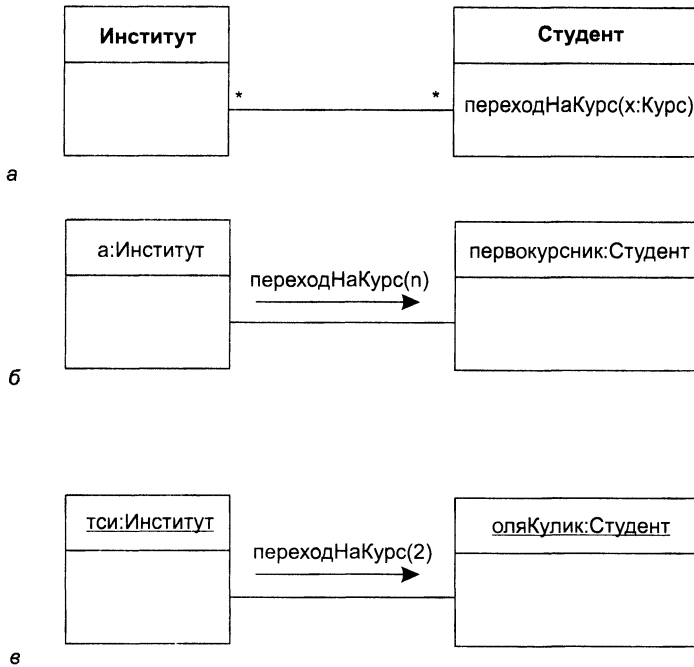 Институт
Студент
*
*
переходНаКурс(x:Курс)
а
а:Институт
первокурсник:Студент
переходНаКурс(n)
б
тси:Институт
оляКулик:Студент
переходНаКурс(2)
в